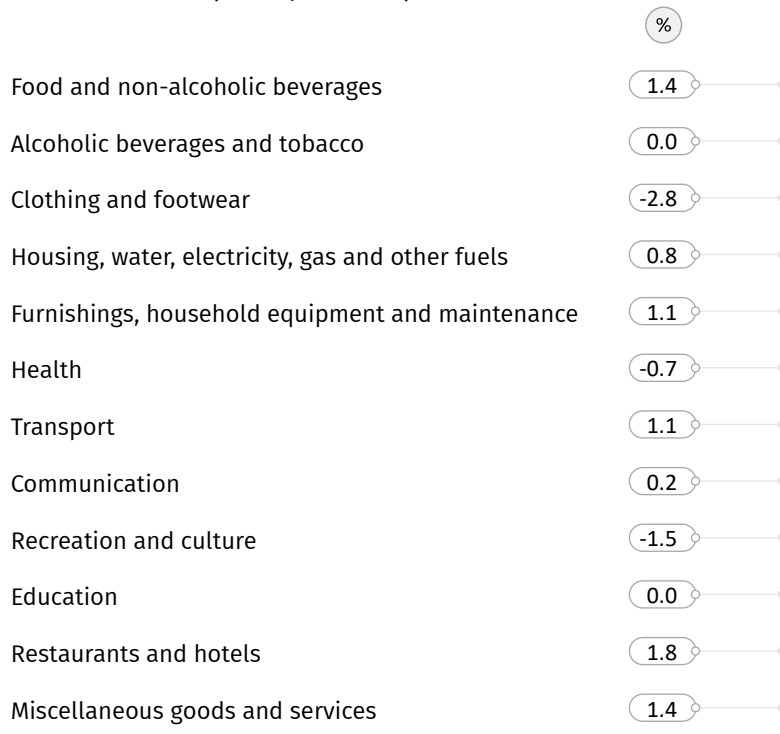 %
Food and non-alcoholic beverages 1.4
Alcoholic beverages and tobacco 0.0
Clothing and footwear -2.8
Housing, water, electricity, gas and other fuels 0.8
Furnishings, household equipment and maintenance 1.1
Health -0.7
Transport 1.1
Communication 0.2
Recreation and culture -1.5
Education 0.0
Restaurants and hotels 1.8
Miscellaneous goods and services 1.4